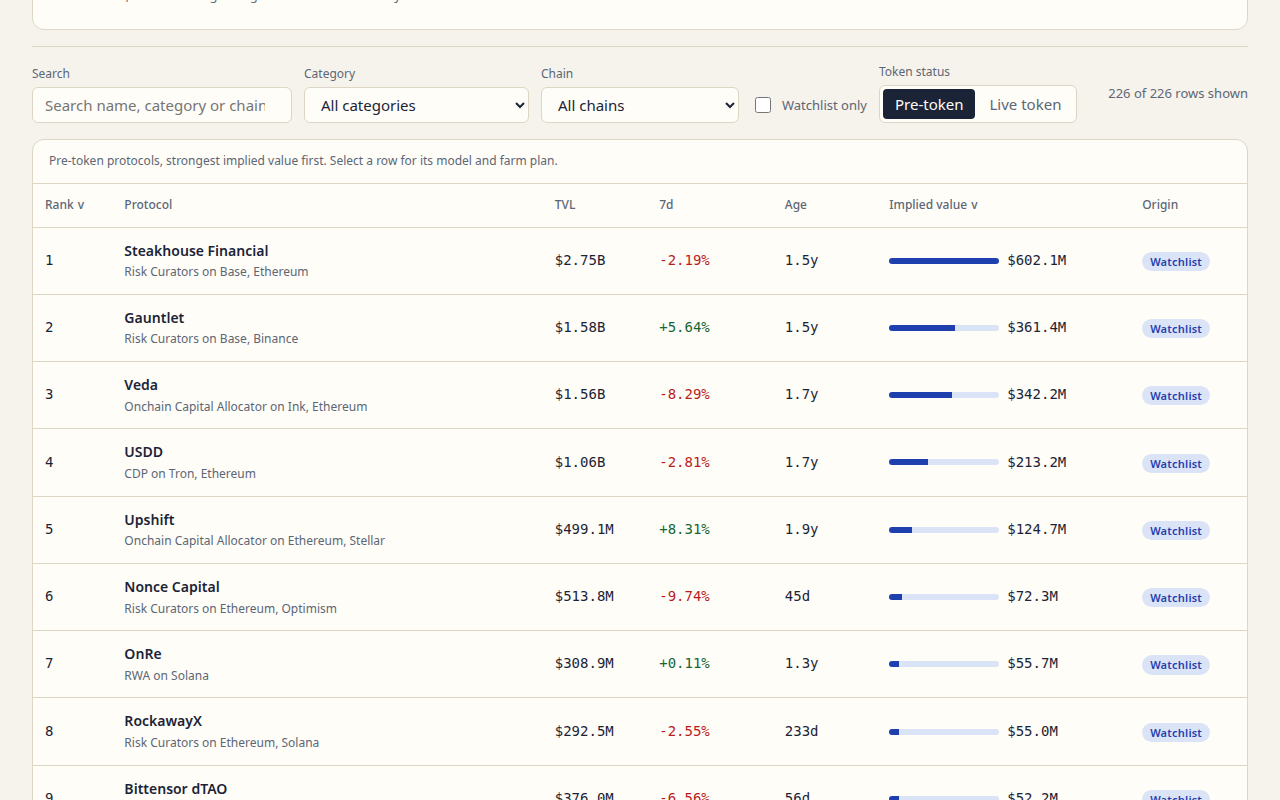 Search
Category
Chain
Token status
Search name, category or chain
All categories
All chains
Watchlist only
Pre-token
Live token
226 of 226 rows shown
Pre-token protocols, strongest implied value first. Select a row for its model and farm plan.
Rank v Protocol TVL 7d Age Implied value v Origin
1 Steakhouse Financial $2.75B -2.19% 1.5y $602.1M Watchlist
Risk Curators on Base, Ethereum
2 Gauntlet $1.58B +5.64% 1.5y $361.4M Watchlist
Risk Curators on Base, Binance
3 Veda $1.56B -8.29% 1.7y $342.2M Watchlist
Onchain Capital Allocator on Ink, Ethereum
4 USDD $1.06B -2.81% 1.7y $213.2M Watchlist
CDP on Tron, Ethereum
5 Upshift $499.1M +8.31% 1.9y $124.7M Watchlist
Onchain Capital Allocator on Ethereum, Stellar
6 Nonce Capital $513.8M -9.74% 45d $72.3M Watchlist
Risk Curators on Ethereum, Optimism
7 OnRe $308.9M +0.11% 1.3y $55.7M Watchlist
RWA on Solana
8 RockawayX $292.5M -2.55% 233d $55.0M Watchlist
Risk Curators on Ethereum, Solana
9 Bittensor dTAO $376.0M -6.56% 56d $52.2M Watchlist